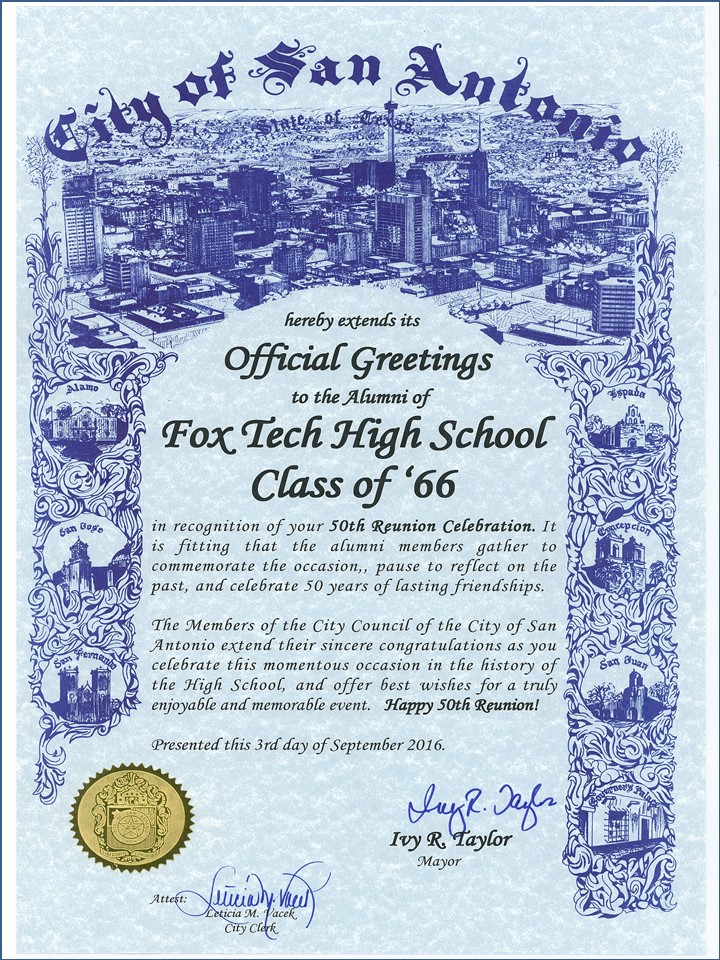 City of San Antonio
State of Texas
hereby extends its
Official Greetings
to the Alumni of
Fox Tech High School
Class of ‘66
Alamo
Espada
in recognition of your 50th Reunion Celebration. It
is fitting that the alumni members gather to
commemorate the occasion,, pause to reflect on the
past, and celebrate 50 years of lasting friendships.
San Jose
Concepcion
The Members of the City Council of the City of San
Antonio extend their sincere congratulations as you
celebrate this momentous occasion in the history of
the High School, and offer best wishes for a truly
enjoyable and memorable event. Happy 50th Reunion!
San Fernando
San Juan
Presented this 3rd day of September 2016.
Governor's Palace
Ivy R. Taylor
Ivy R. Taylor
Mayor
Attest: Leticia M. Vacek
Leticia M. Vacek
City Clerk